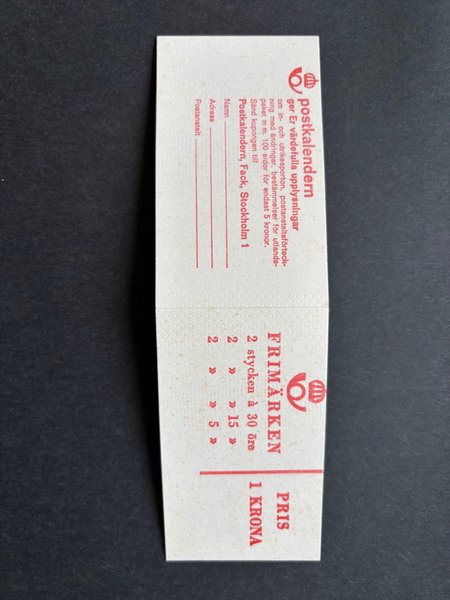 postkalendern
ger Er värdefulla upplysningar
om in- och utrikesporton, postanstaltsförteck-
ning med ändringar, bestämmelser för utlands-
paket m m. 100 sidor för endast 5 kronor.
Sänd kupongen till
Postkalendern, Fack, Stockholm 1
Namn
Adress
Postanstalt
FRIMÄRKEN
2 stycken à 30 öre
2 » » 15 »
2 » » 5 »
PRIS
1 KRONA